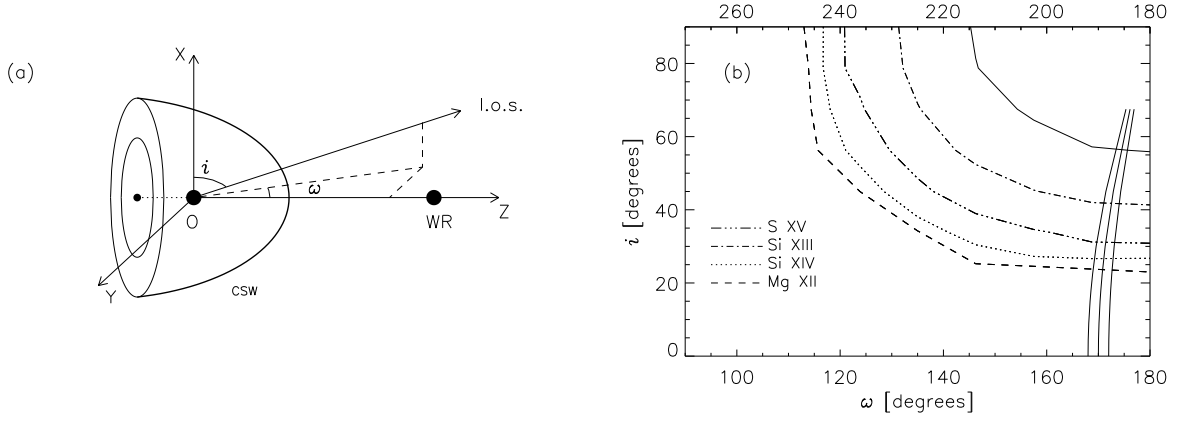 (a)
X
l.o.s.
i
ω
O
WR
Z
Y
csw
260 240 220 200 180
(b)
80
60
40
20
0
i [degrees]
S XV
Si XIII
Si XIV
Mg XII
100 120 140 160 180
ω [degrees]